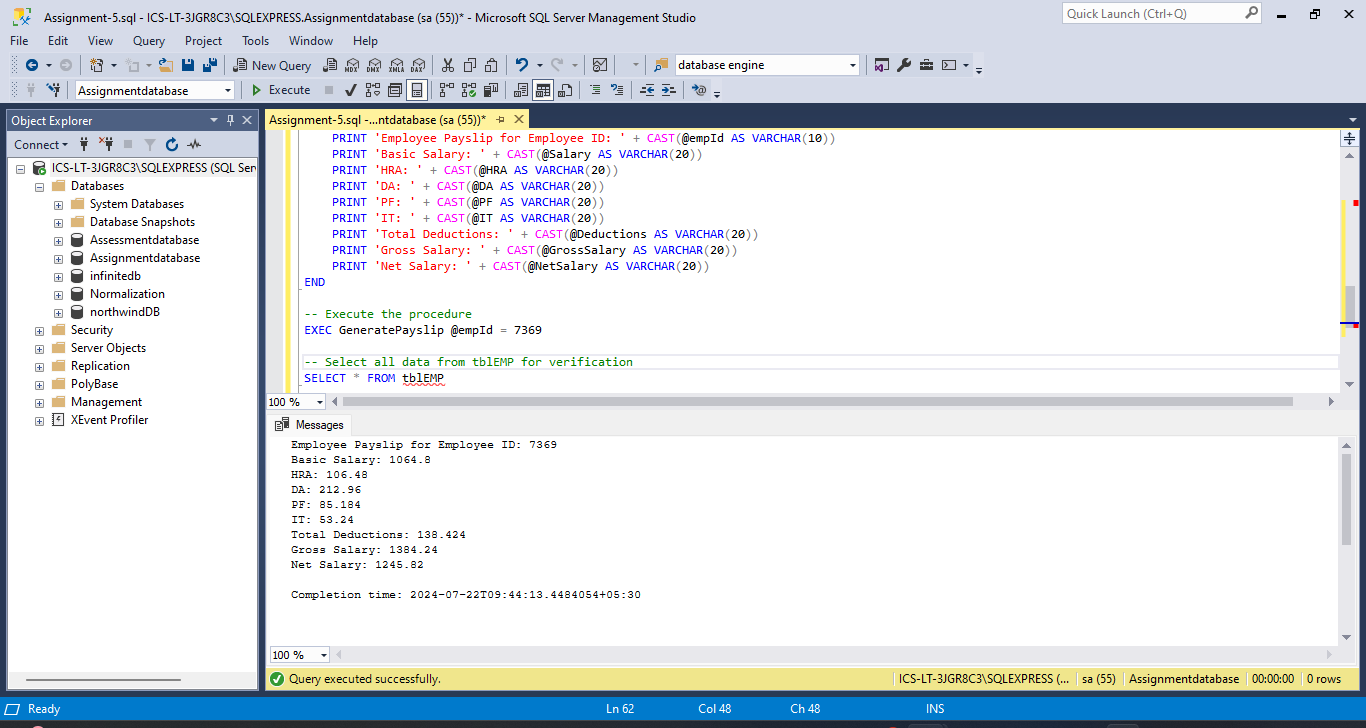 Assignment-5.sql - ICS-LT-3JGR8C3\SQLEXPRESS.Assignmentdatabase (sa (55))* - Microsoft SQL Server Management Studio
Quick Launch (Ctrl+Q)
File Edit View Query Project Tools Window Help
New Query MDX DMX XMLA DAX database engine
Assignmentdatabase Execute
Object Explorer
Connect
ICS-LT-3JGR8C3\SQLEXPRESS (SQL Ser
Databases
System Databases
Database Snapshots
Assessmentdatabase
Assignmentdatabase
infinitedb
Normalization
northwindDB
Security
Server Objects
Replication
PolyBase
Management
XEvent Profiler
Assignment-5.sql -...ntdatabase (sa (55))*
PRINT 'Employee Payslip for Employee ID: ' + CAST(@empId AS VARCHAR(10))
PRINT 'Basic Salary: ' + CAST(@Salary AS VARCHAR(20))
PRINT 'HRA: ' + CAST(@HRA AS VARCHAR(20))
PRINT 'DA: ' + CAST(@DA AS VARCHAR(20))
PRINT 'PF: ' + CAST(@PF AS VARCHAR(20))
PRINT 'IT: ' + CAST(@IT AS VARCHAR(20))
PRINT 'Total Deductions: ' + CAST(@Deductions AS VARCHAR(20))
PRINT 'Gross Salary: ' + CAST(@GrossSalary AS VARCHAR(20))
PRINT 'Net Salary: ' + CAST(@NetSalary AS VARCHAR(20))
END
-- Execute the procedure
EXEC GeneratePayslip @empId = 7369
-- Select all data from tblEMP for verification
SELECT * FROM tblEMP
100 %
Messages
Employee Payslip for Employee ID: 7369
Basic Salary: 1064.8
HRA: 106.48
DA: 212.96
PF: 85.184
IT: 53.24
Total Deductions: 138.424
Gross Salary: 1384.24
Net Salary: 1245.82
Completion time: 2024-07-22T09:44:13.4484054+05:30
100 %
Query executed successfully. ICS-LT-3JGR8C3\SQLEXPRESS (... sa (55) Assignmentdatabase 00:00:00 0 rows
Ready Ln 62 Col 48 Ch 48 INS